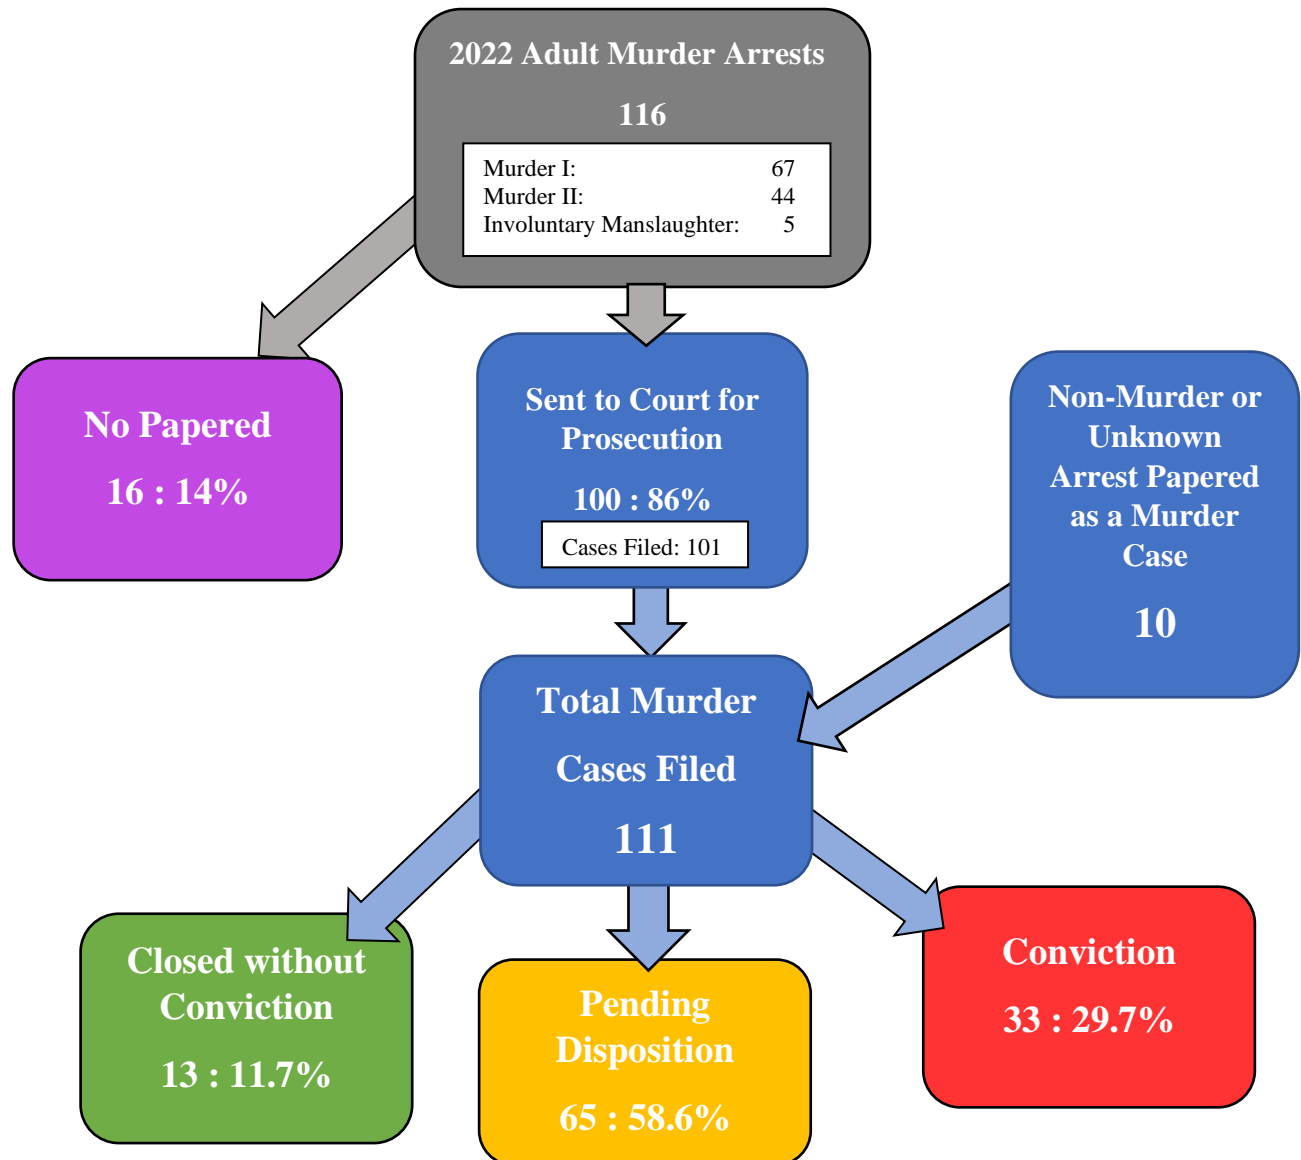 2022 Adult Murder Arrests
116
Murder I: 67
Murder II: 44
Involuntary Manslaughter: 5
No Papered
16 : 14%
Sent to Court for
Prosecution
100 : 86%
Cases Filed: 101
Non-Murder or
Unknown
Arrest Papered
as a Murder
Case
10
Total Murder
Cases Filed
111
Closed without
Conviction
13 : 11.7%
Pending
Disposition
65 : 58.6%
Conviction
33 : 29.7%